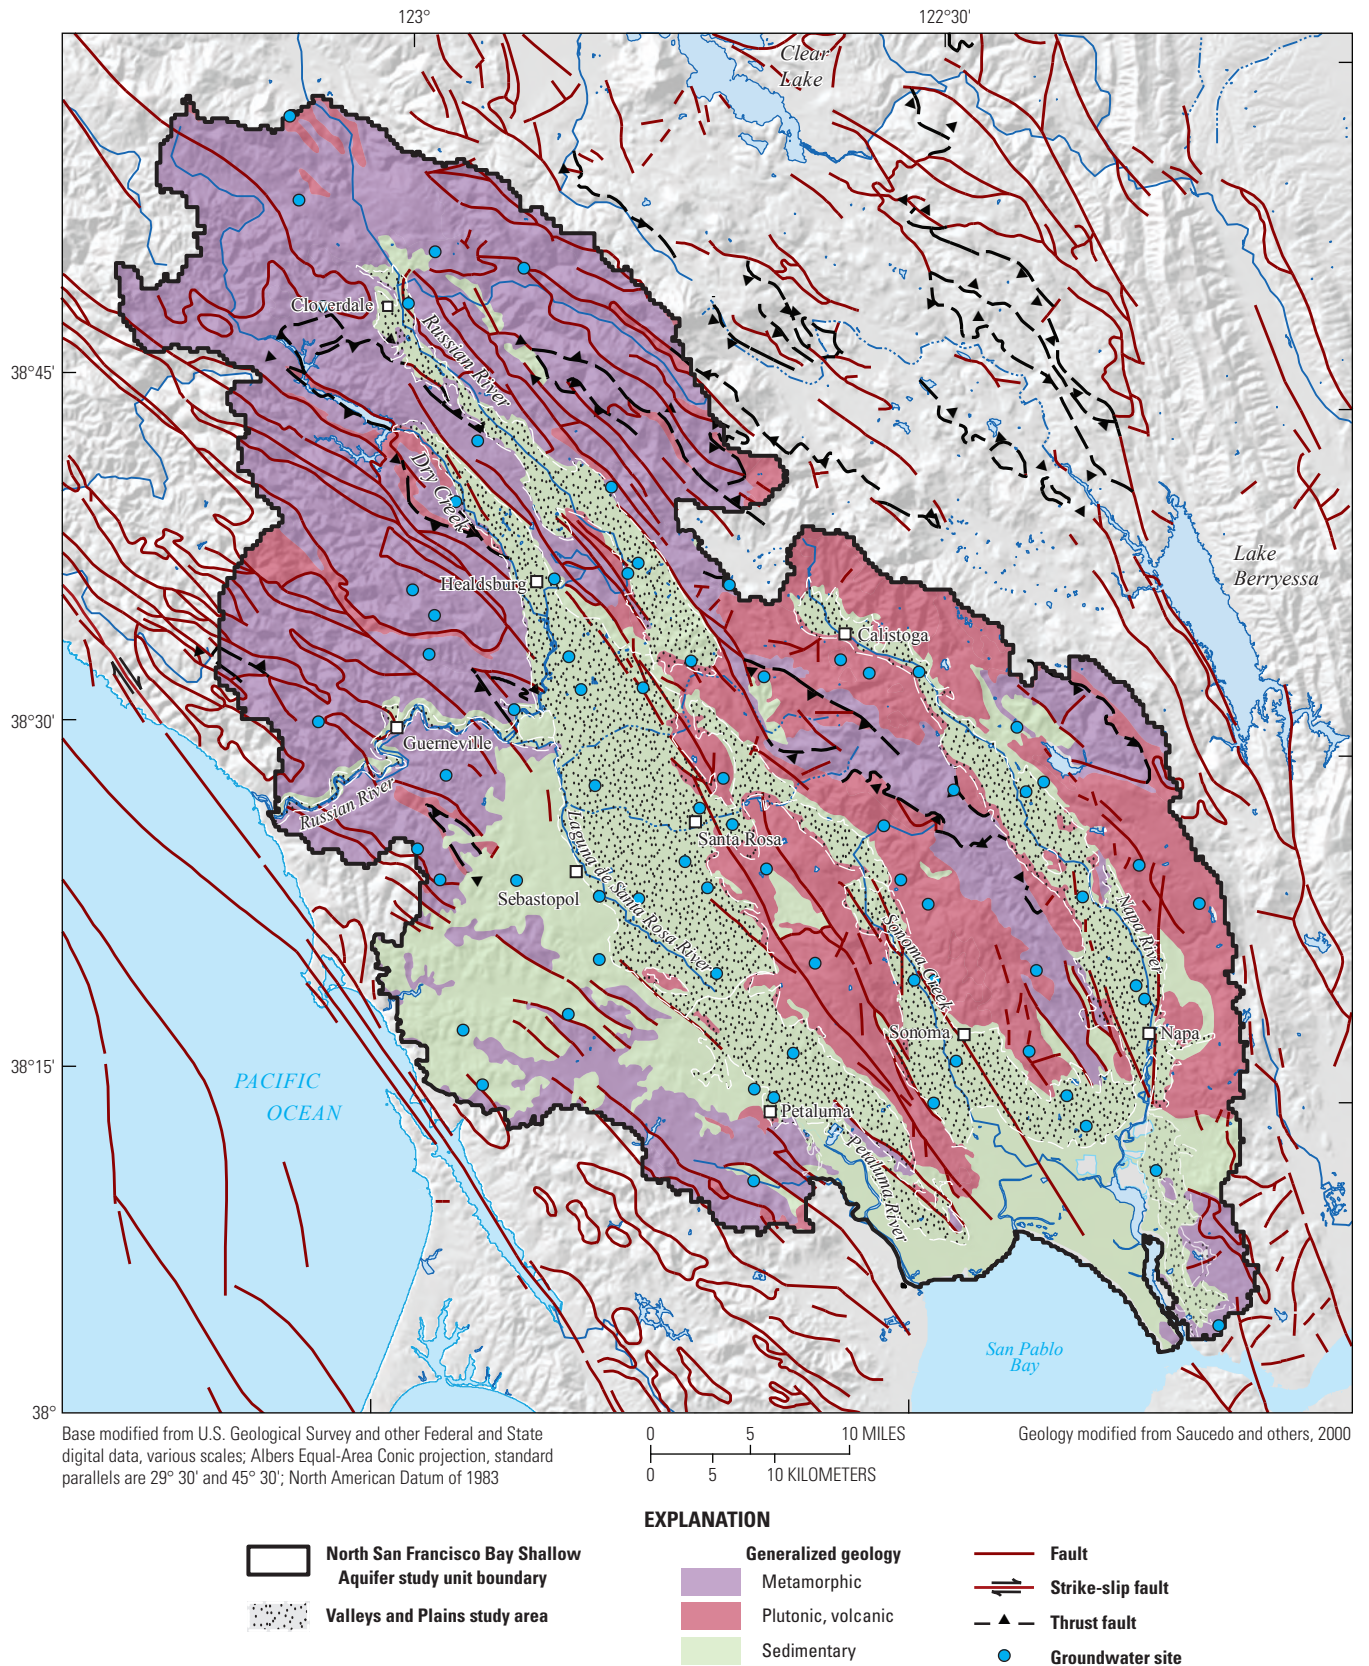 123°
122°30'
Clear
Lake
Cloverdale
Russian River
38°45'
Dry Creek
Lake
Berryessa
Healdsburg
Calistoga
38°30'
Guerneville
Russian River
Santa Rosa
Laguna de Santa Rosa River
Sebastopol
Napa River
Sonoma Creek
Sonoma
Napa
38°15'
PACIFIC
OCEAN
Petaluma
Petaluma River
San Pablo
Bay
38°
Base modified from U.S. Geological Survey and other Federal and State
digital data, various scales; Albers Equal-Area Conic projection, standard
parallels are 29° 30' and 45° 30'; North American Datum of 1983
0 5 10 MILES
0 5 10 KILOMETERS
Geology modified from Saucedo and others, 2000
EXPLANATION
North San Francisco Bay Shallow
Aquifer study unit boundary
Valleys and Plains study area
Generalized geology
Metamorphic
Plutonic, volcanic
Sedimentary
Fault
Strike-slip fault
Thrust fault
Groundwater site